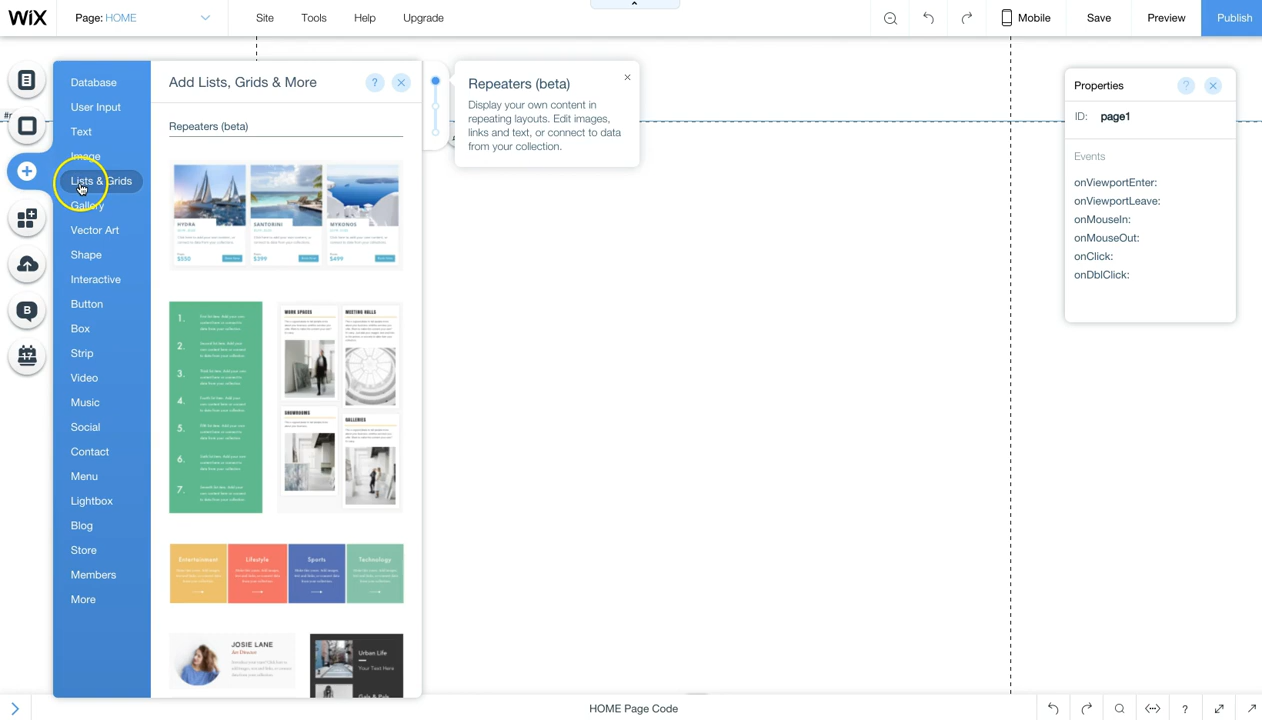 WIX
Page: HOME
Site
Tools
Help
Upgrade
Mobile
Save
Preview
Publish
Database
User Input
Text
Image
Lists & Grids
Gallery
Vector Art
Shape
Interactive
Button
Box
Strip
Video
Music
Social
Contact
Menu
Lightbox
Blog
Store
Members
More
Add Lists, Grids & More
?
Repeaters (beta)
HYDRA
SANTORINI
MYKONOS
$350
$399
$499
1.
2.
3.
4.
5.
6.
7.
WORK SPACES
MEETING HALLS
SHOWROOMS
GALLERIES
Entertainment
Lifestyle
Sports
Technology
JOSIE LANE
Art Director
Urban Life
Your Text Here
Repeaters (beta)
Display your own content in
repeating layouts. Edit images,
links and text, or connect to data
from your collection.
Properties
?
ID: page1
Events
onViewportEnter:
onViewportLeave:
onMouseIn:
onMouseOut:
onClick:
onDblClick:
B
17
HOME Page Code
?